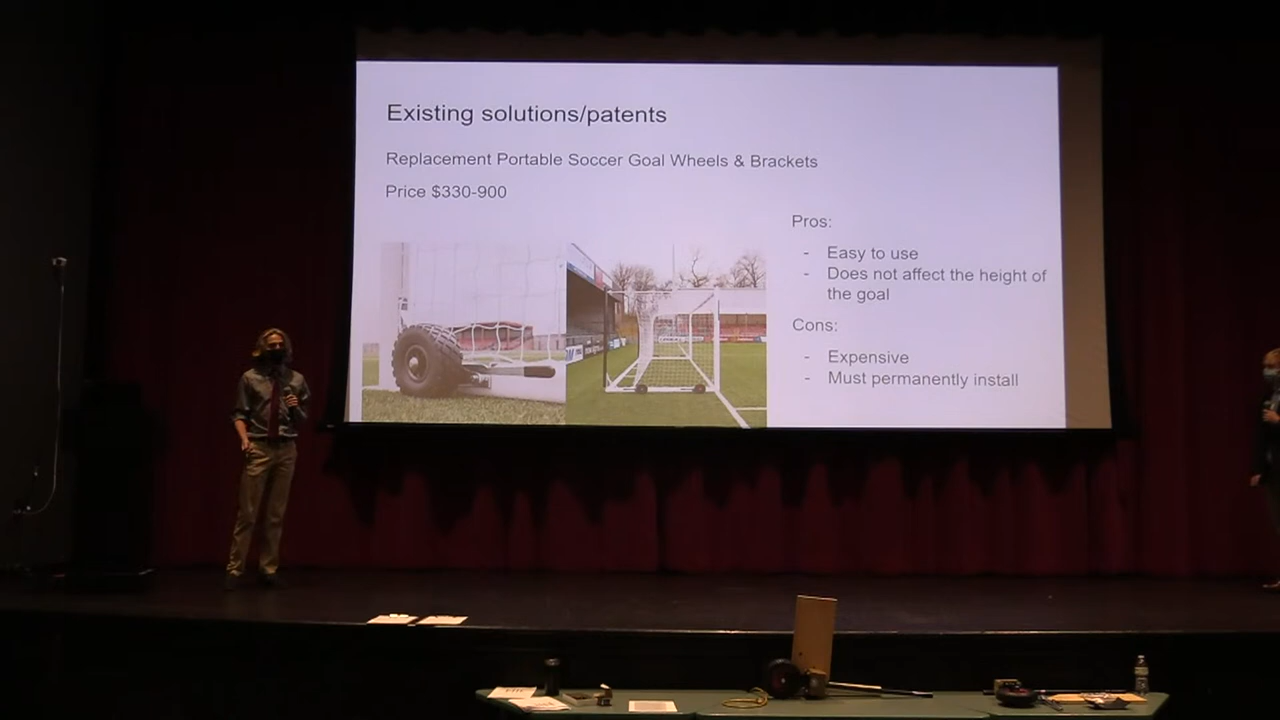 Existing solutions/patents
Replacement Portable Soccer Goal Wheels & Brackets
Price $330-900
Pros:
- Easy to use
- Does not affect the height of
the goal
Cons:
- Expensive
- Must permanently install